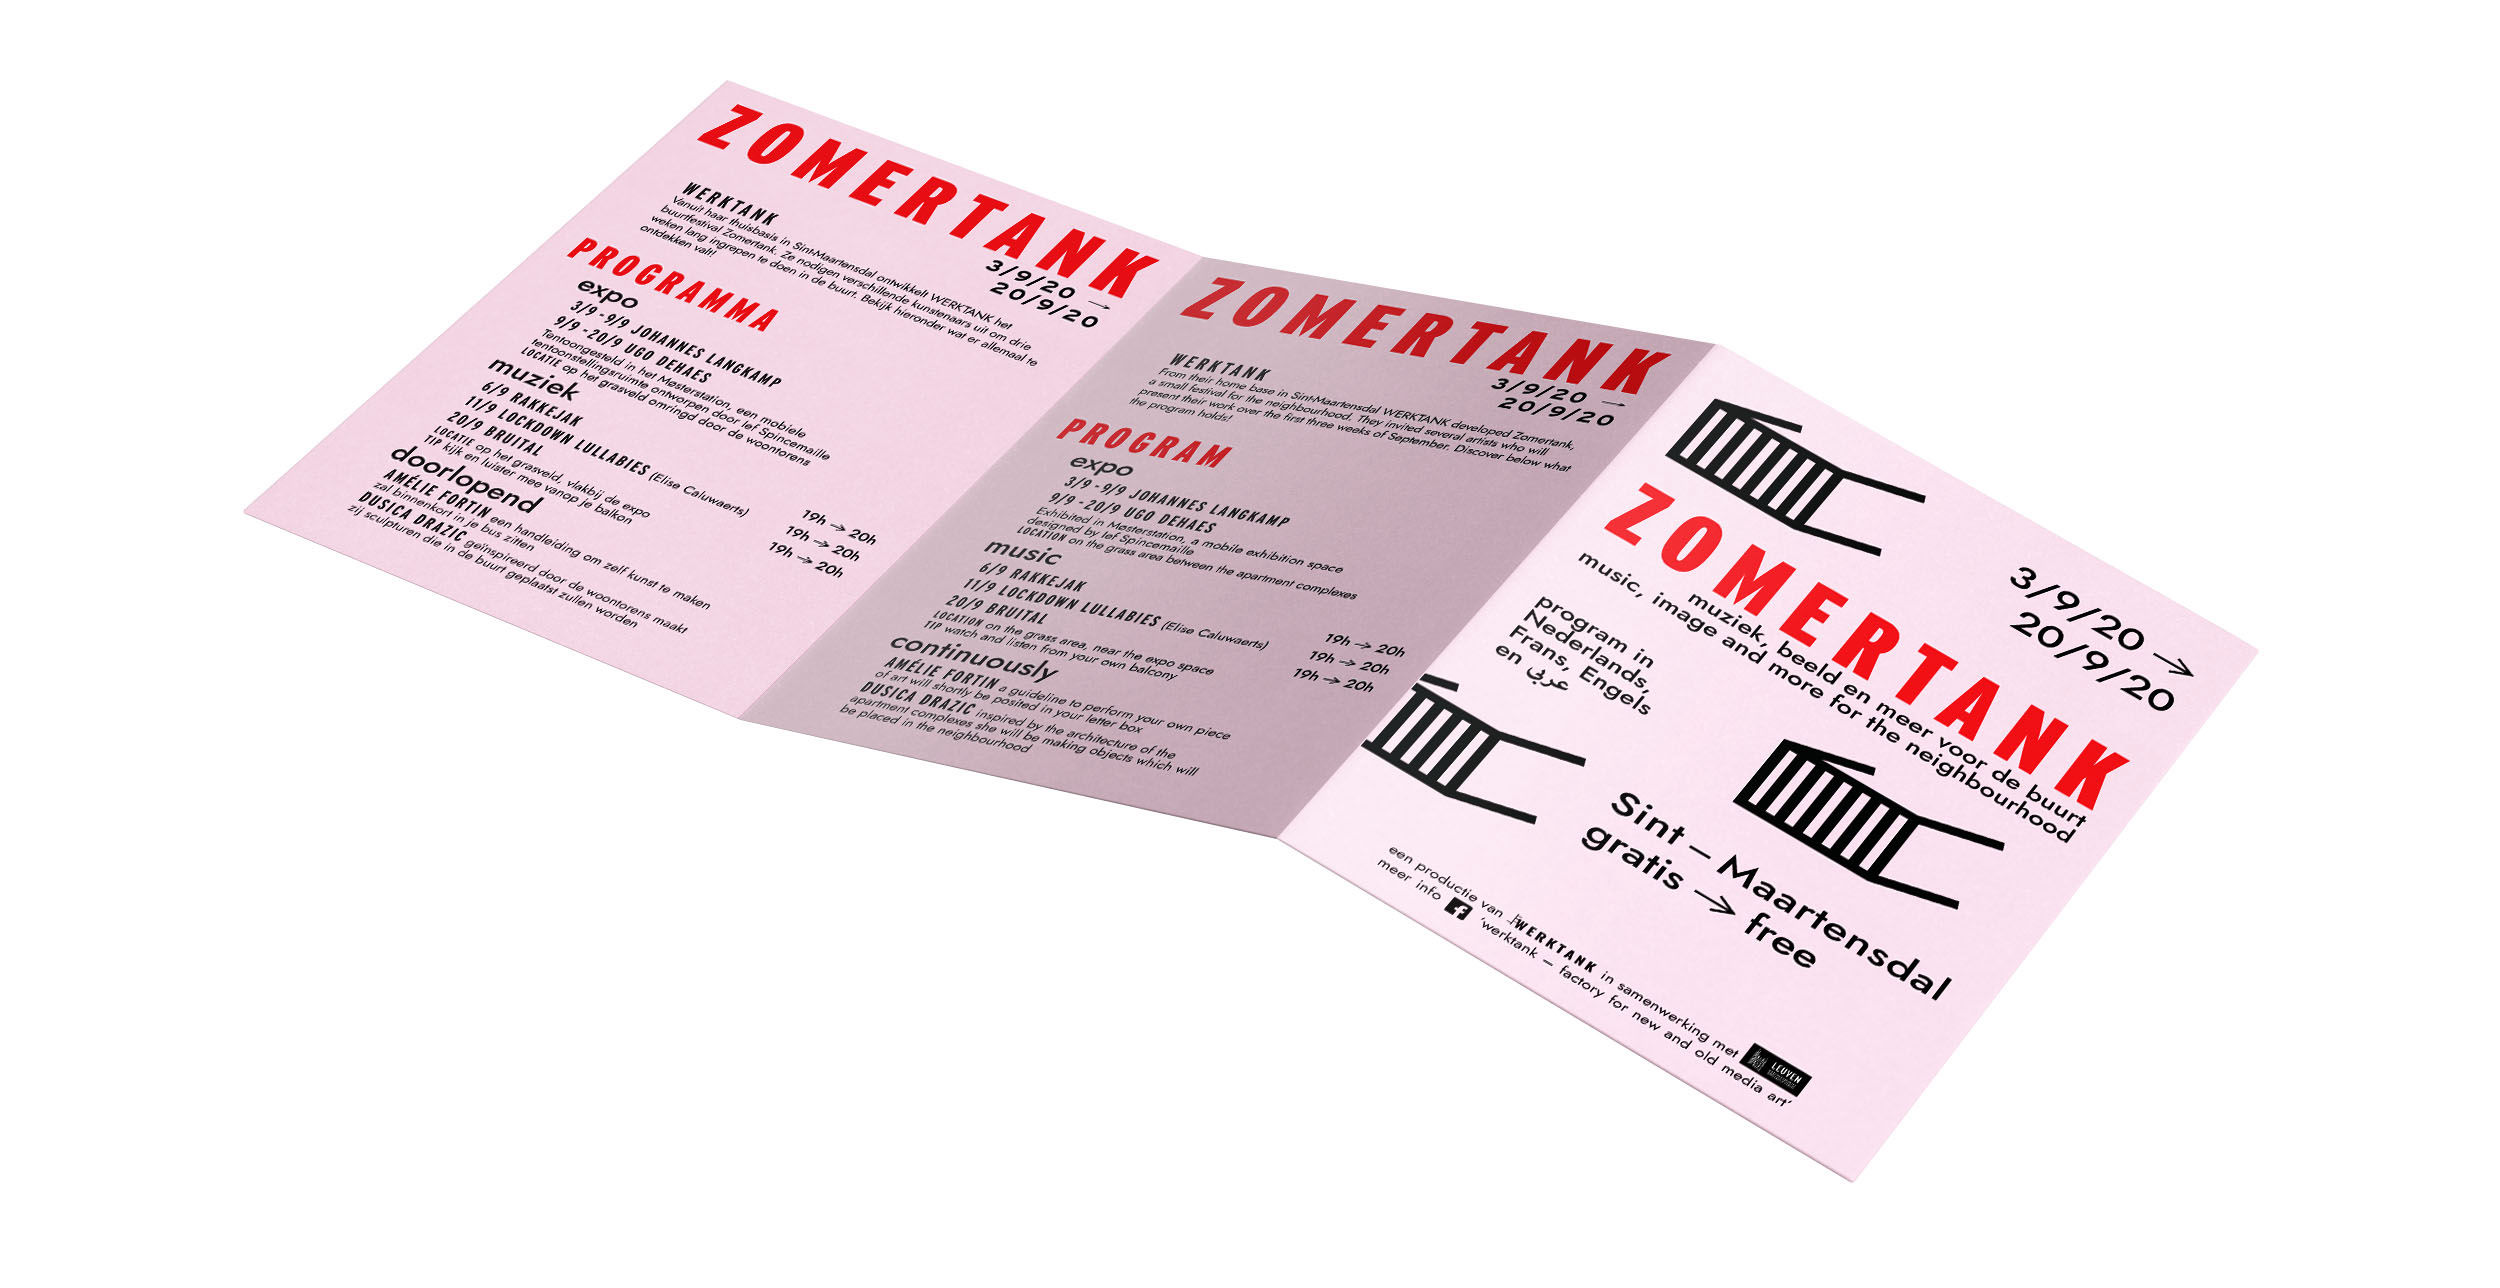 ZOMERTANK
3/9/20 →
20/9/20
WERKTANK
Vanuit haar thuisbasis in Sint-Maartensdal ontwikkelt WERKTANK het
buurtfestival Zomertank. Ze nodigen verschillende kunstenaars uit om drie
weken lang ingrepen te doen in de buurt. Bekijk hieronder wat er allemaal te
ontdekken valt!
PROGRAMMA
expo
3/9 - 9/9 JOHANNES LANGKAMP
9/9 - 20/9 UGO DEHAES
Tentoongesteld in het Møsterstation, een mobiele
tentoonstellingsruimte ontworpen door Ief Spincemaille
LOCATIE op het grasveld omringd door de woontorens
muziek
6/9 RAKKEJAK 19h → 20h
11/9 LOCKDOWN LULLABIES (Elise Caluwaerts) 19h → 20h
20/9 BRUITAL 19h → 20h
LOCATIE op het grasveld, vlakbij de expo
TIP kijk en luister mee vanop je balkon
doorlopend
AMÉLIE FORTIN een handleiding om zelf kunst te maken
zal binnenkort in je bus zitten
DUSICA DRAZIC geïnspireerd door de woontorens maakt
zij sculpturen die in de buurt geplaatst zullen worden
ZOMERTANK
3/9/20 →
20/9/20
WERKTANK
From their home base in Sint-Maartensdal WERKTANK developed Zomertank,
a small festival for the neighbourhood. They invited several artists who will
present their work over the first three weeks of September. Discover below what
the program holds!
PROGRAM
expo
3/9 - 9/9 JOHANNES LANGKAMP
9/9 - 20/9 UGO DEHAES
Exhibited in Møsterstation, a mobile exhibition space
designed by Ief Spincemaille
LOCATION on the grass area between the apartment complexes
music
6/9 RAKKEJAK 19h → 20h
11/9 LOCKDOWN LULLABIES (Elise Caluwaerts) 19h → 20h
20/9 BRUITAL 19h → 20h
LOCATION on the grass area, near the expo space
TIP watch and listen from your own balcony
continuously
AMÉLIE FORTIN a guideline to perform your own piece
of art will shortly be posited in your letter box
DUSICA DRAZIC inspired by the architecture of the
apartment complexes she will be making objects which will
be placed in the neighbourhood
3/9/20 →
20/9/20
ZOMERTANK
muziek, beeld en meer voor de buurt
music, image and more for the neighbourhood
program in
Nederlands,
Frans, Engels
en عربي
Sint – Maartensdal
gratis → free
een productie van WERKTANK in samenwerking met LEUVEN
meer info f 'werktank – factory for new and old media art'